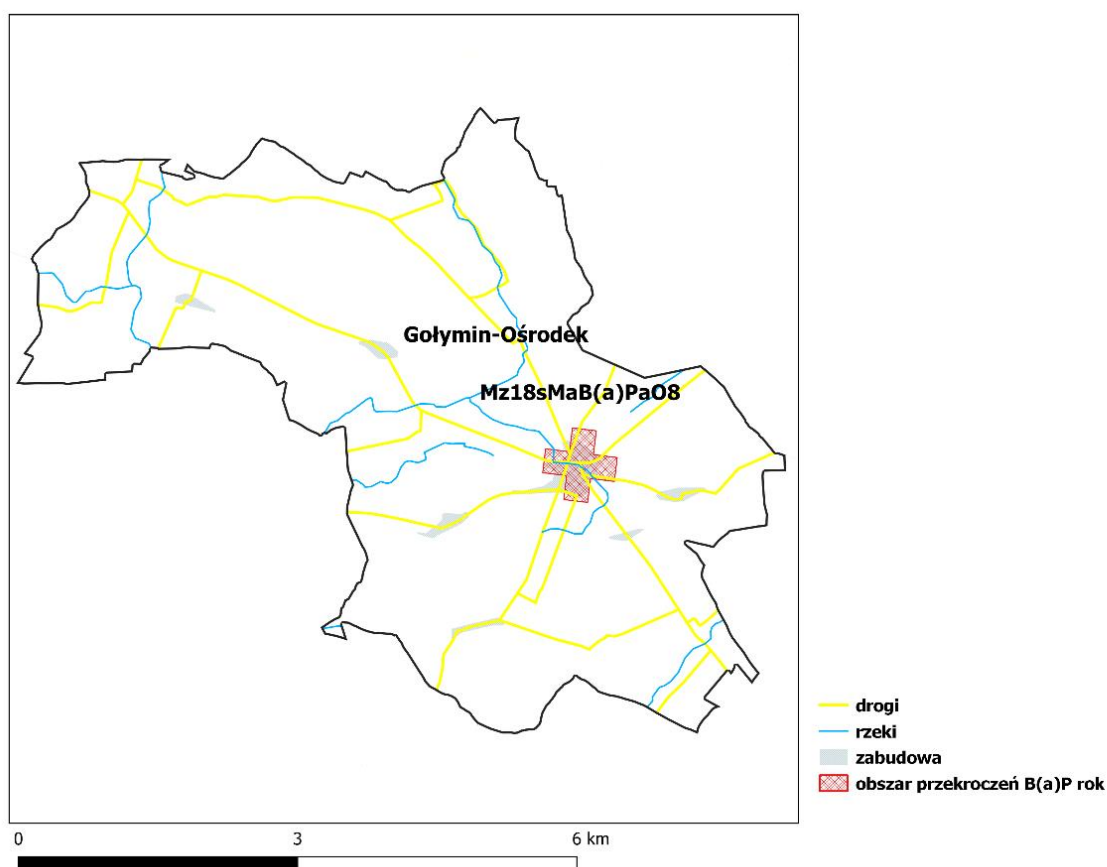 Gołymin-Ośrodek
Mz18sMaB(a)PaO8
drogi
rzeki
zabudowa
obszar przekroczeń B(a)P rok
0 3 6 km